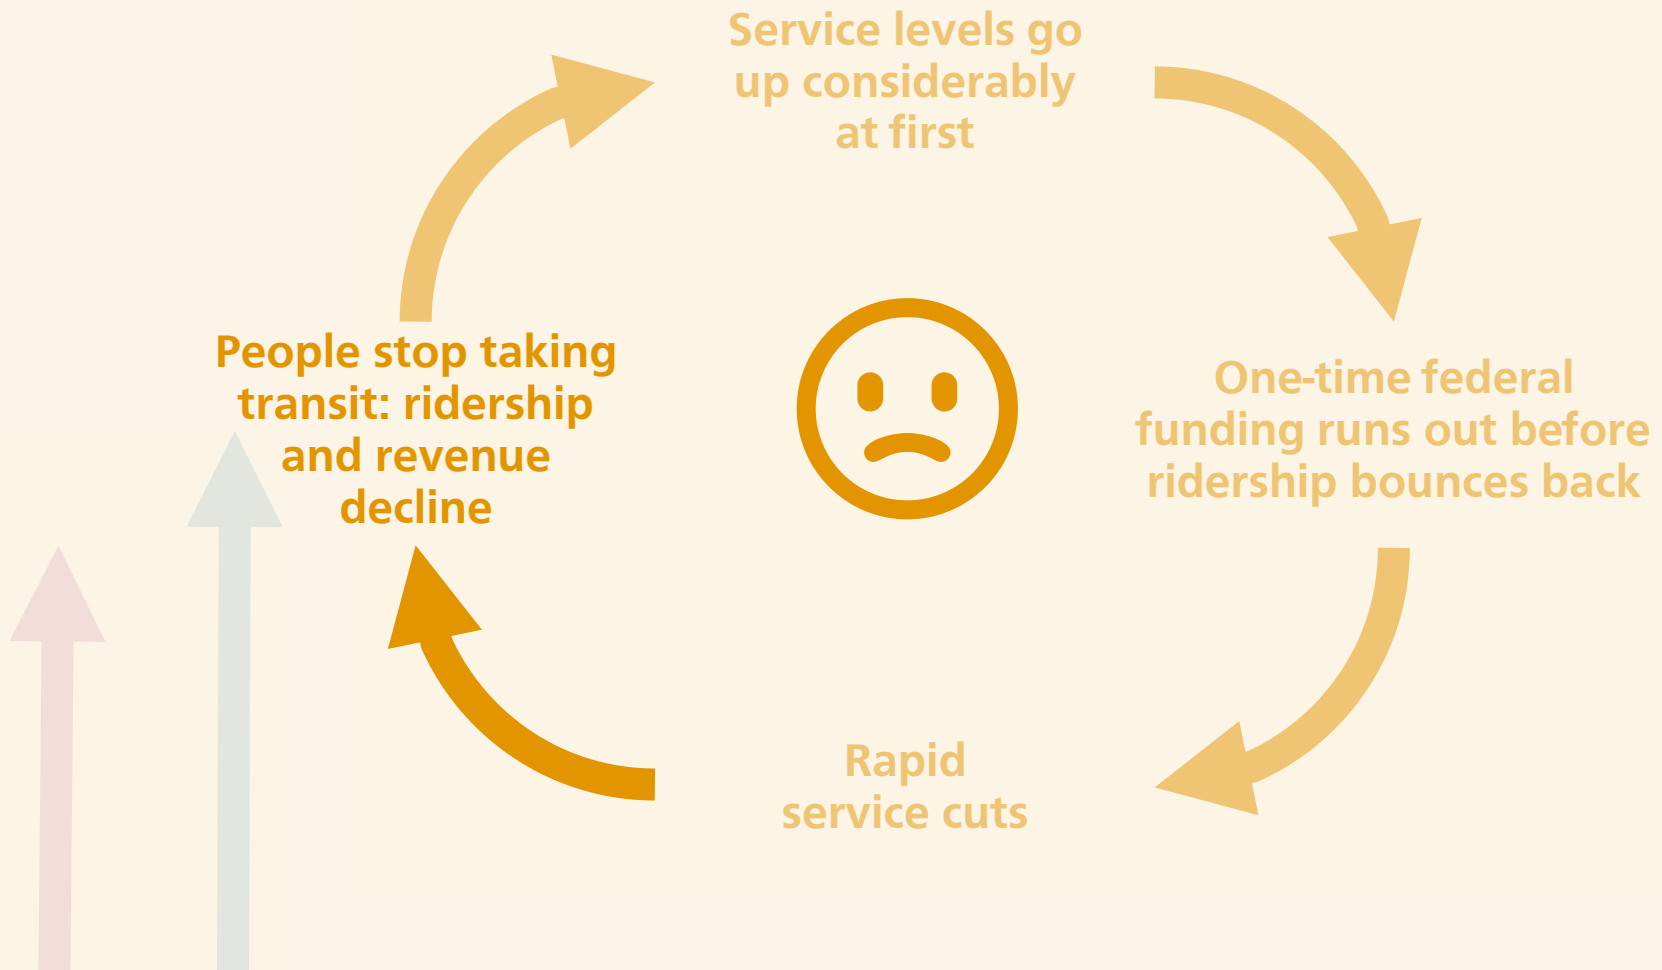 Service levels go
up considerably
at first
One-time federal
funding runs out before
ridership bounces back
Rapid
service cuts
People stop taking
transit: ridership
and revenue
decline